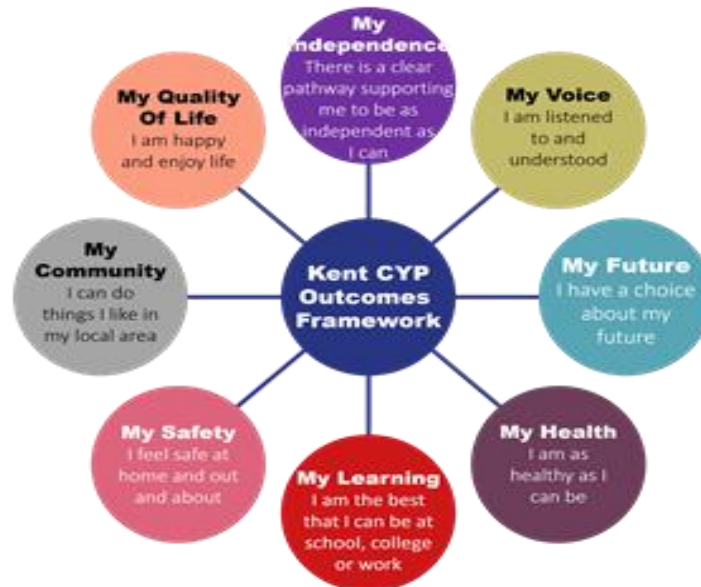 My
Independence
There is a clear
pathway supporting
me to be as
independent as
I can
My Voice
I am listened
to and
understood
My Future
I have a choice
about my
future
My Health
I am as
healthy as I
can be
My Learning
I am the best
that I can be at
school, college
or work
My Safety
I feel safe at
home and out
and about
My
Community
I can do
things I like in
my local area
My Quality
Of Life
I am happy
and enjoy life
Kent CYP
Outcomes
Framework